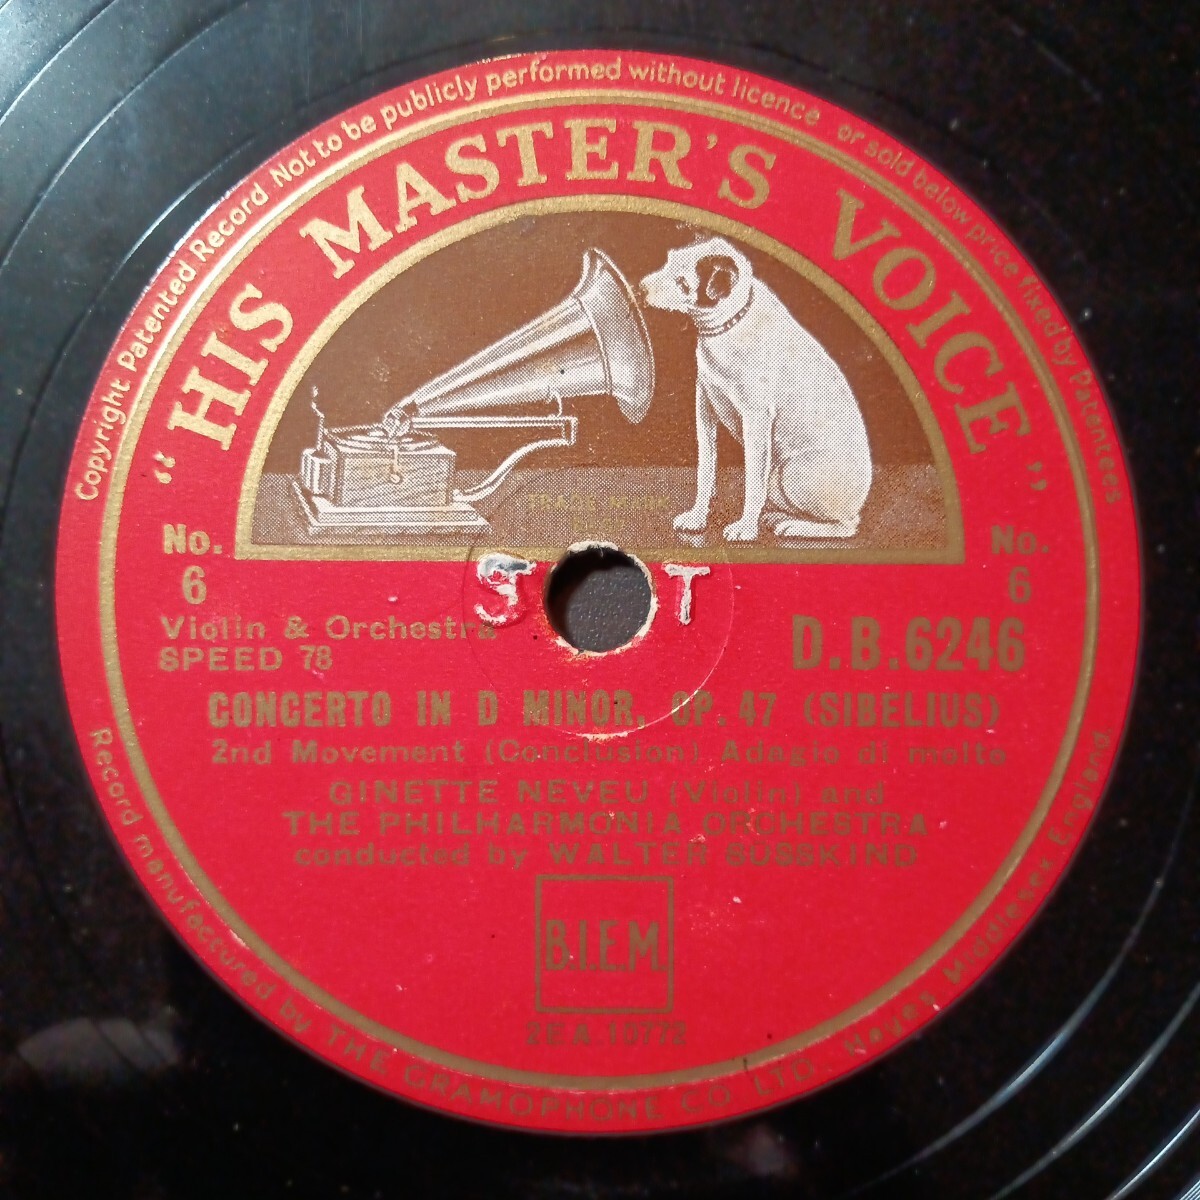 Copyright Patented Record Not to be publicly performed without licence or sold below price fixed by Patentees
"HIS MASTER'S VOICE"
TRADE MARK
No. 6
No. 6
S T
Violin & Orchestra
SPEED 78
D.B.6246
CONCERTO IN D MINOR, OP. 47 (SIBELIUS)
2nd Movement (Conclusion) Adagio di molto
GINETTE NEVEU (Violin) and
THE PHILHARMONIA ORCHESTRA
conducted by WALTER SUSSKIND
B.I.E.M.
2EA.10772
Record manufactured by THE GRAMOPHONE CO LTD. Hayes Middlesex England.